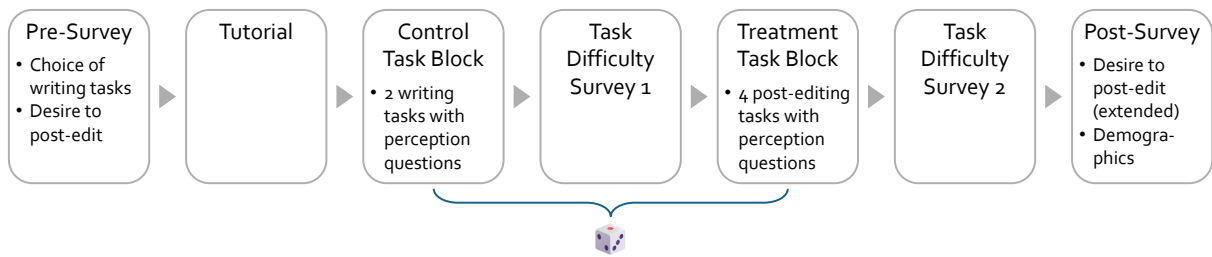 Pre-Survey
• Choice of
writing tasks
• Desire to
post-edit
Tutorial
Control
Task Block
• 2 writing
tasks with
perception
questions
Task
Difficulty
Survey 1
Treatment
Task Block
• 4 post-editing
tasks with
perception
questions
Task
Difficulty
Survey 2
Post-Survey
• Desire to
post-edit
(extended)
• Demogra-
phics